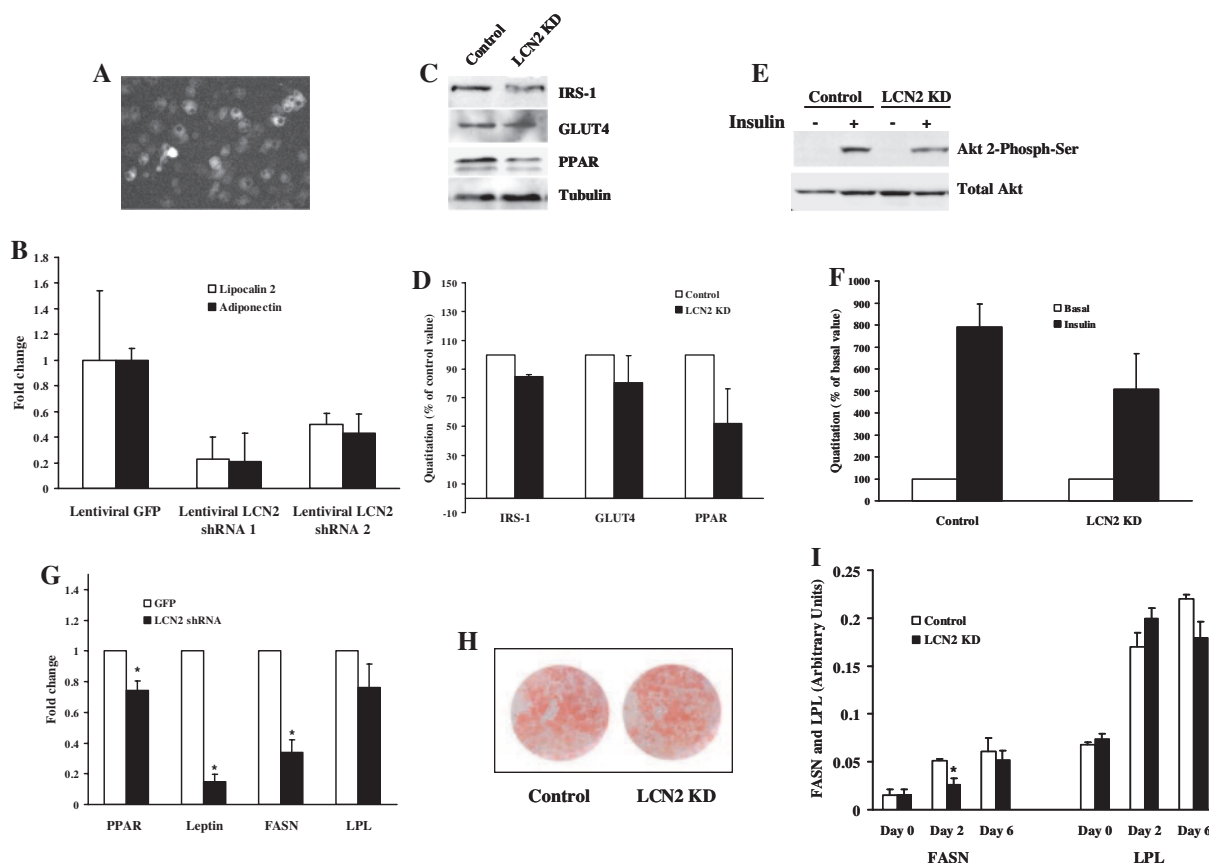 A
C
Control
LCN2 KD
IRS-1
GLUT4
PPAR
Tubulin
E
Control
LCN2 KD
Insulin
-
+
-
+
Akt 2-Phosph-Ser
Total Akt
B
Fold change
1.8
1.6
1.4
1.2
1
0.8
0.6
0.4
0.2
0
Lipocalin 2
Adiponectin
Lentiviral GFP
Lentiviral LCN2
shRNA 1
Lentiviral LCN2
shRNA 2
D
Quatitation (% of control value)
150
130
110
90
70
50
30
10
-10
Control
LCN2 KD
IRS-1
GLUT4
PPAR
F
Quatitation (% of basal value)
1000
900
800
700
600
500
400
300
200
100
0
Basal
Insulin
Control
LCN2 KD
G
Fold change
1.4
1.2
1
0.8
0.6
0.4
0.2
0
GFP
LCN2 shRNA
*
*
*
PPAR
Leptin
FASN
LPL
H
Control
LCN2 KD
I
FASN and LPL (Arbitrary Units)
0.25
0.2
0.15
0.1
0.05
0
Control
LCN2 KD
*
Day 0
Day 2
Day 6
Day 0
Day 2
Day 6
FASN
LPL